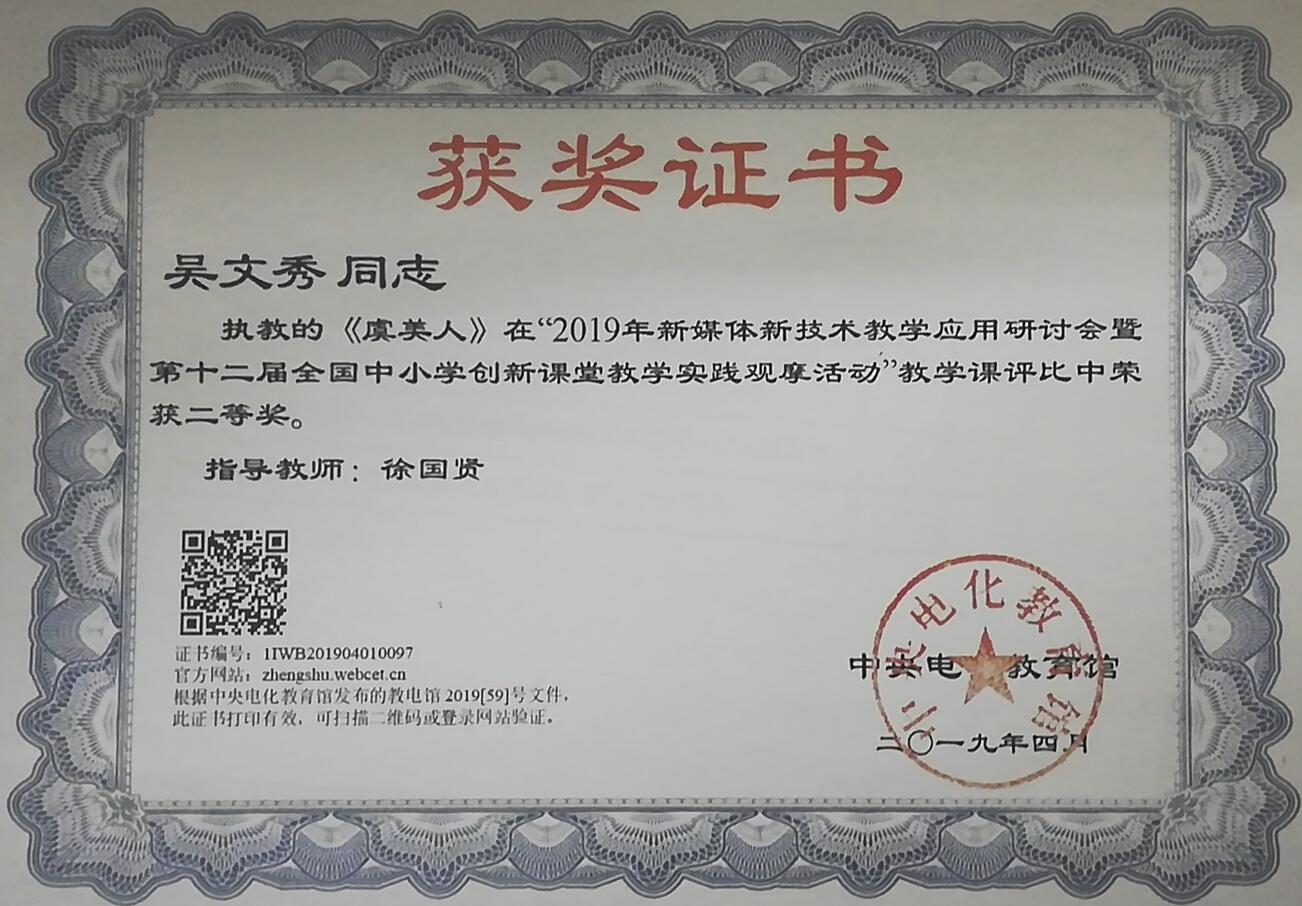 获奖证书
吴文秀 同志
执教的《虞美人》在“2019年新媒体新技术教学应用研讨会暨
第十二届全国中小学创新课堂教学实践观摩活动”教学课评比中荣
获二等奖。
指导教师：徐国贤
证书编号：1IWB201904010097
官方网站：zhengshu.webcet.cn
根据中央电化教育馆发布的教电馆 2019[59]号文件，
此证书打印有效，可扫描二维码或登录网站验证。
中央电化教育馆
中央电化教育馆
二〇一九年四月